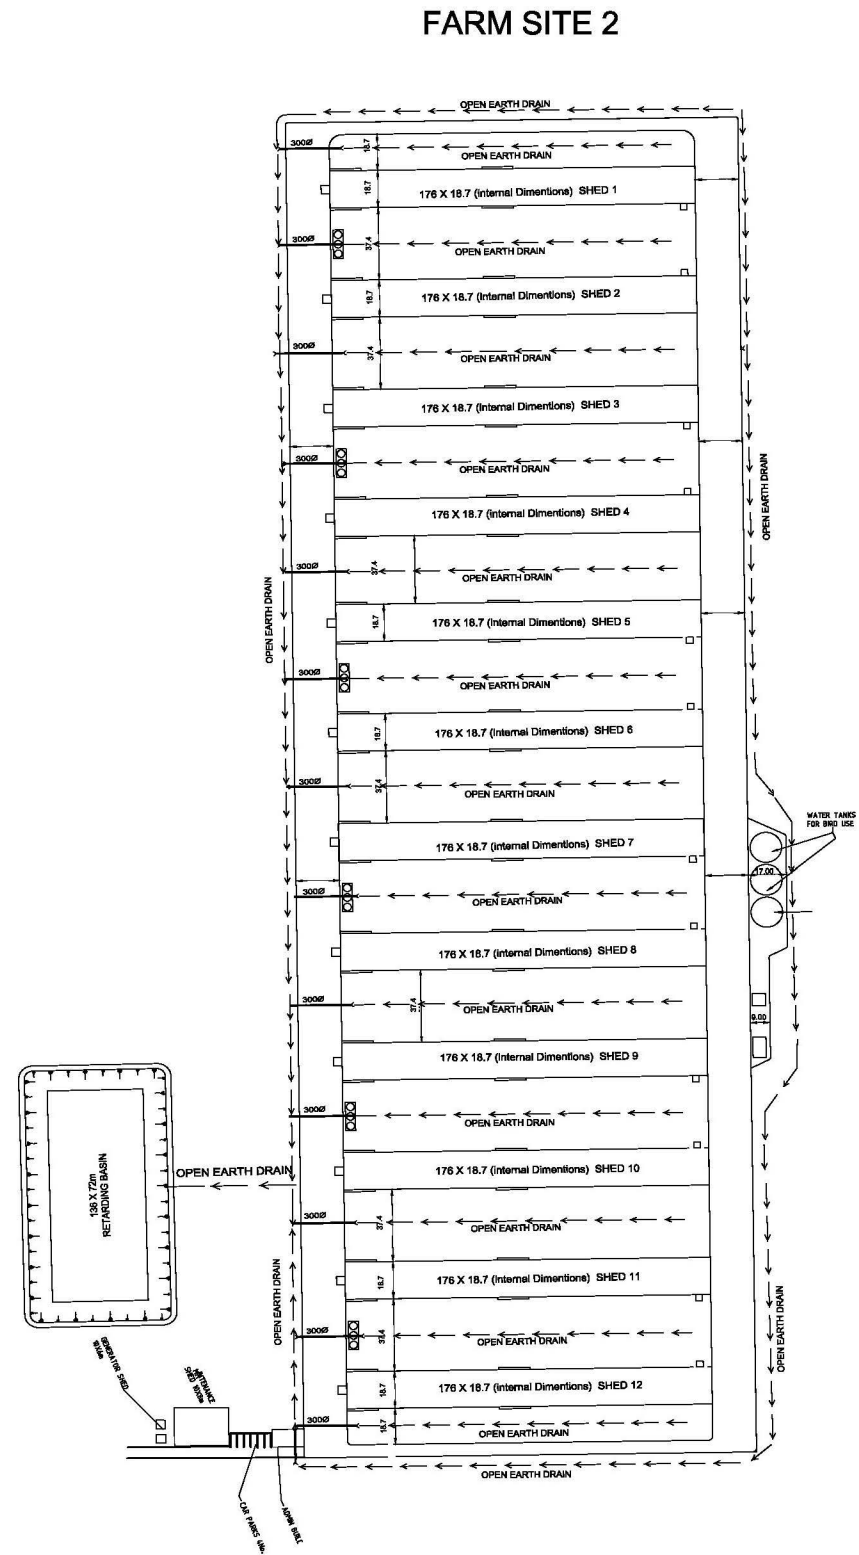 FARM SITE 2
OPEN EARTH DRAIN
300Ø
18.7
OPEN EARTH DRAIN
18.7
176 X 18.7 (Internal Dimentions) SHED 1
300Ø
37.4
OPEN EARTH DRAIN
18.7
176 X 18.7 (Internal Dimentions) SHED 2
300Ø
37.4
OPEN EARTH DRAIN
176 X 18.7 (Internal Dimentions) SHED 3
300Ø
OPEN EARTH DRAIN
OPEN EARTH DRAIN
176 X 18.7 (Internal Dimentions) SHED 4
300Ø
37.4
OPEN EARTH DRAIN
OPEN EARTH DRAIN
18.7
176 X 18.7 (Internal Dimentions) SHED 5
300Ø
OPEN EARTH DRAIN
18.7
176 X 18.7 (Internal Dimentions) SHED 6
300Ø
37.4
OPEN EARTH DRAIN
WATER TANKS
FOR BIRD USE
176 X 18.7 (Internal Dimentions) SHED 7
17.00
300Ø
OPEN EARTH DRAIN
176 X 18.7 (Internal Dimentions) SHED 8
300Ø
37.4
OPEN EARTH DRAIN
9.00
176 X 18.7 (Internal Dimentions) SHED 9
300Ø
OPEN EARTH DRAIN
176 X 18.7 (Internal Dimentions) SHED 10
OPEN EARTH DRAIN
136 X 72m
RETARDING BASIN
300Ø
37.4
OPEN EARTH DRAIN
18.7
176 X 18.7 (Internal Dimentions) SHED 11
OPEN EARTH DRAIN
300Ø
37.4
OPEN EARTH DRAIN
OPEN EARTH DRAIN
18.7
176 X 18.7 (Internal Dimentions) SHED 12
300Ø
18.7
OPEN EARTH DRAIN
OPEN EARTH DRAIN
GENERATOR SHED
MAINTENANCE
SHED
CAR PARKS
ADMIN